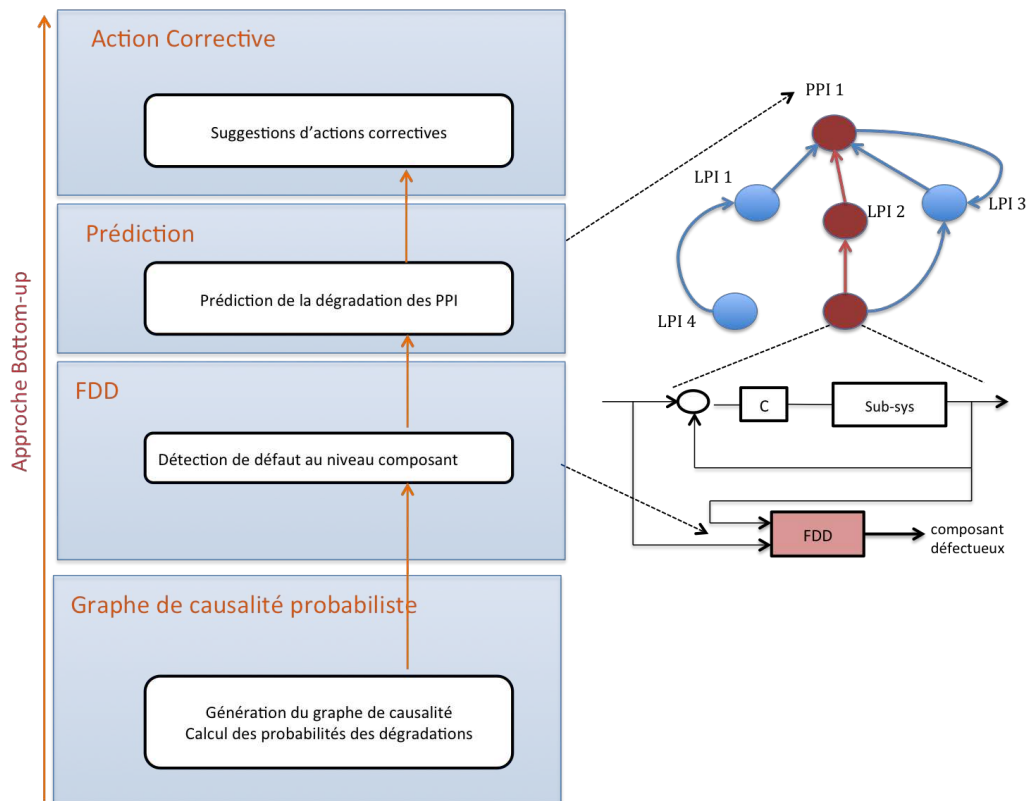 Approche Bottom-up
Action Corrective
Suggestions d'actions correctives
Prédiction
Prédiction de la dégradation des PPI
FDD
Détection de défaut au niveau composant
Graphe de causalité probabiliste
Génération du graphe de causalité
Calcul des probabilités des dégradations
PPI 1
LPI 1
LPI 2
LPI 3
LPI 4
C
Sub-sys
FDD
composant
défectueux